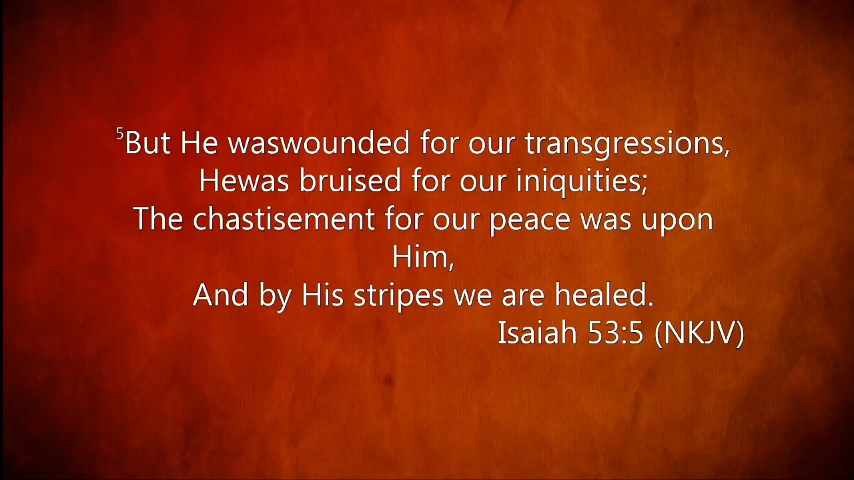 5But He waswounded for our transgressions,
Hewas bruised for our iniquities;
The chastisement for our peace was upon
Him,
And by His stripes we are healed.
Isaiah 53:5 (NKJV)